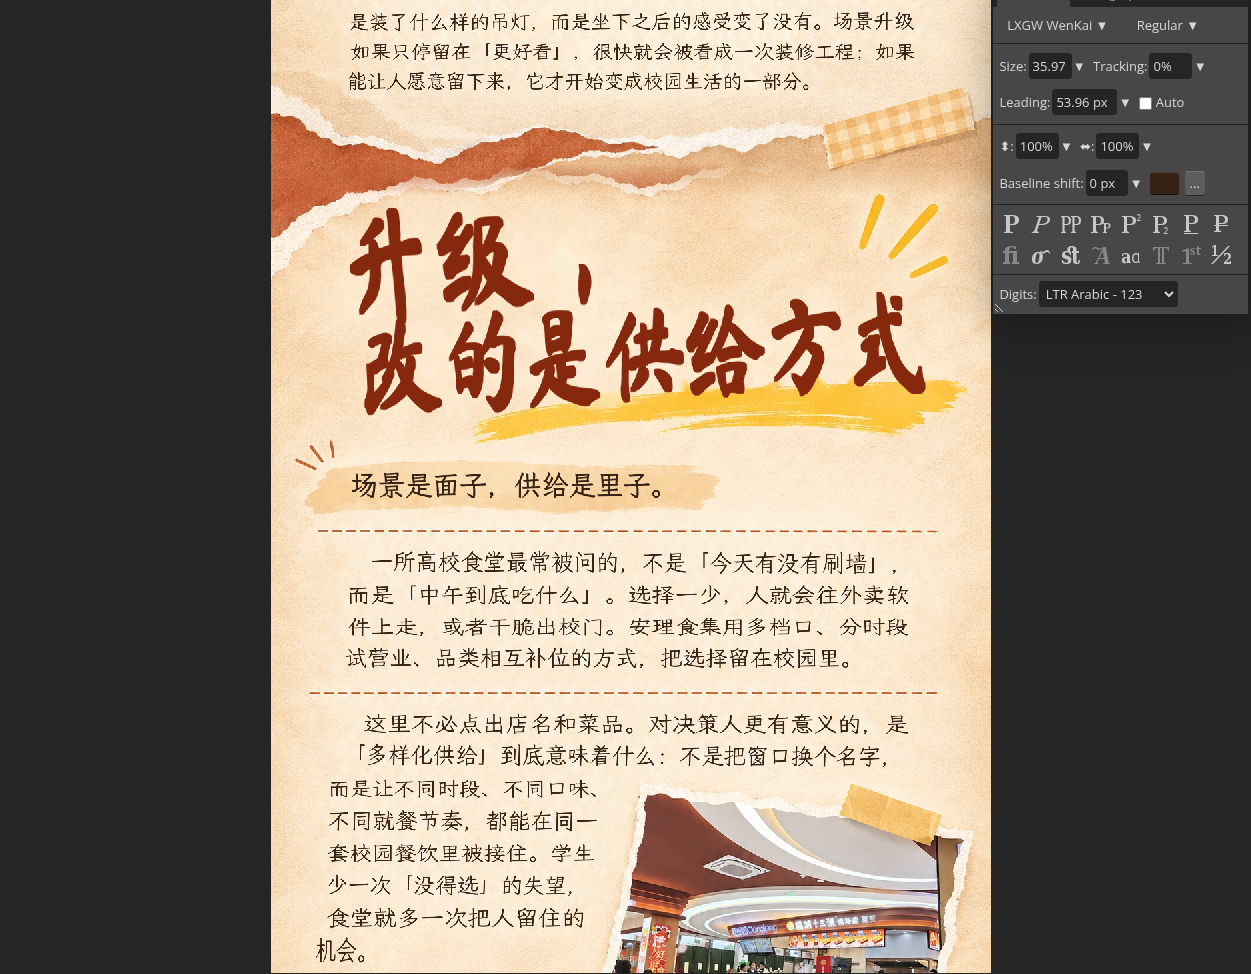 是装了什么样的吊灯，而是坐下之后的感受变了没有。场景升级
如果只停留在「更好看」，很快就会被看成一次装修工程；如果
能让人愿意留下来，它才开始变成校园生活的一部分。
升级，
改的是供给方式
场景是面子，供给是里子。
一所高校食堂最常被问的，不是「今天有没有刷墙」，
而是「中午到底吃什么」。选择一少，人就会往外卖软
件上走，或者干脆出校门。安理食集用多档口、分时段
试营业、品类相互补位的方式，把选择留在校园里。
这里不必点出店名和菜品。对决策人更有意义的，是
「多样化供给」到底意味着什么：不是把窗口换个名字，
而是让不同时段、不同口味、
不同就餐节奏，都能在同一
套校园餐饮里被接住。学生
少一次「没得选」的失望，
食堂就多一次把人留住的
机会。
LXGW WenKai ▼ Regular ▼
Size: 35.97 ▼ Tracking: 0% ▼
Leading: 53.96 px ▼ Auto
100% ▼ 100% ▼
Baseline shift: 0 px ▼ ...
P P PP PP P2 P2 P P
fi σ st A aa T 1st ½
Digits: LTR Arabic - 123